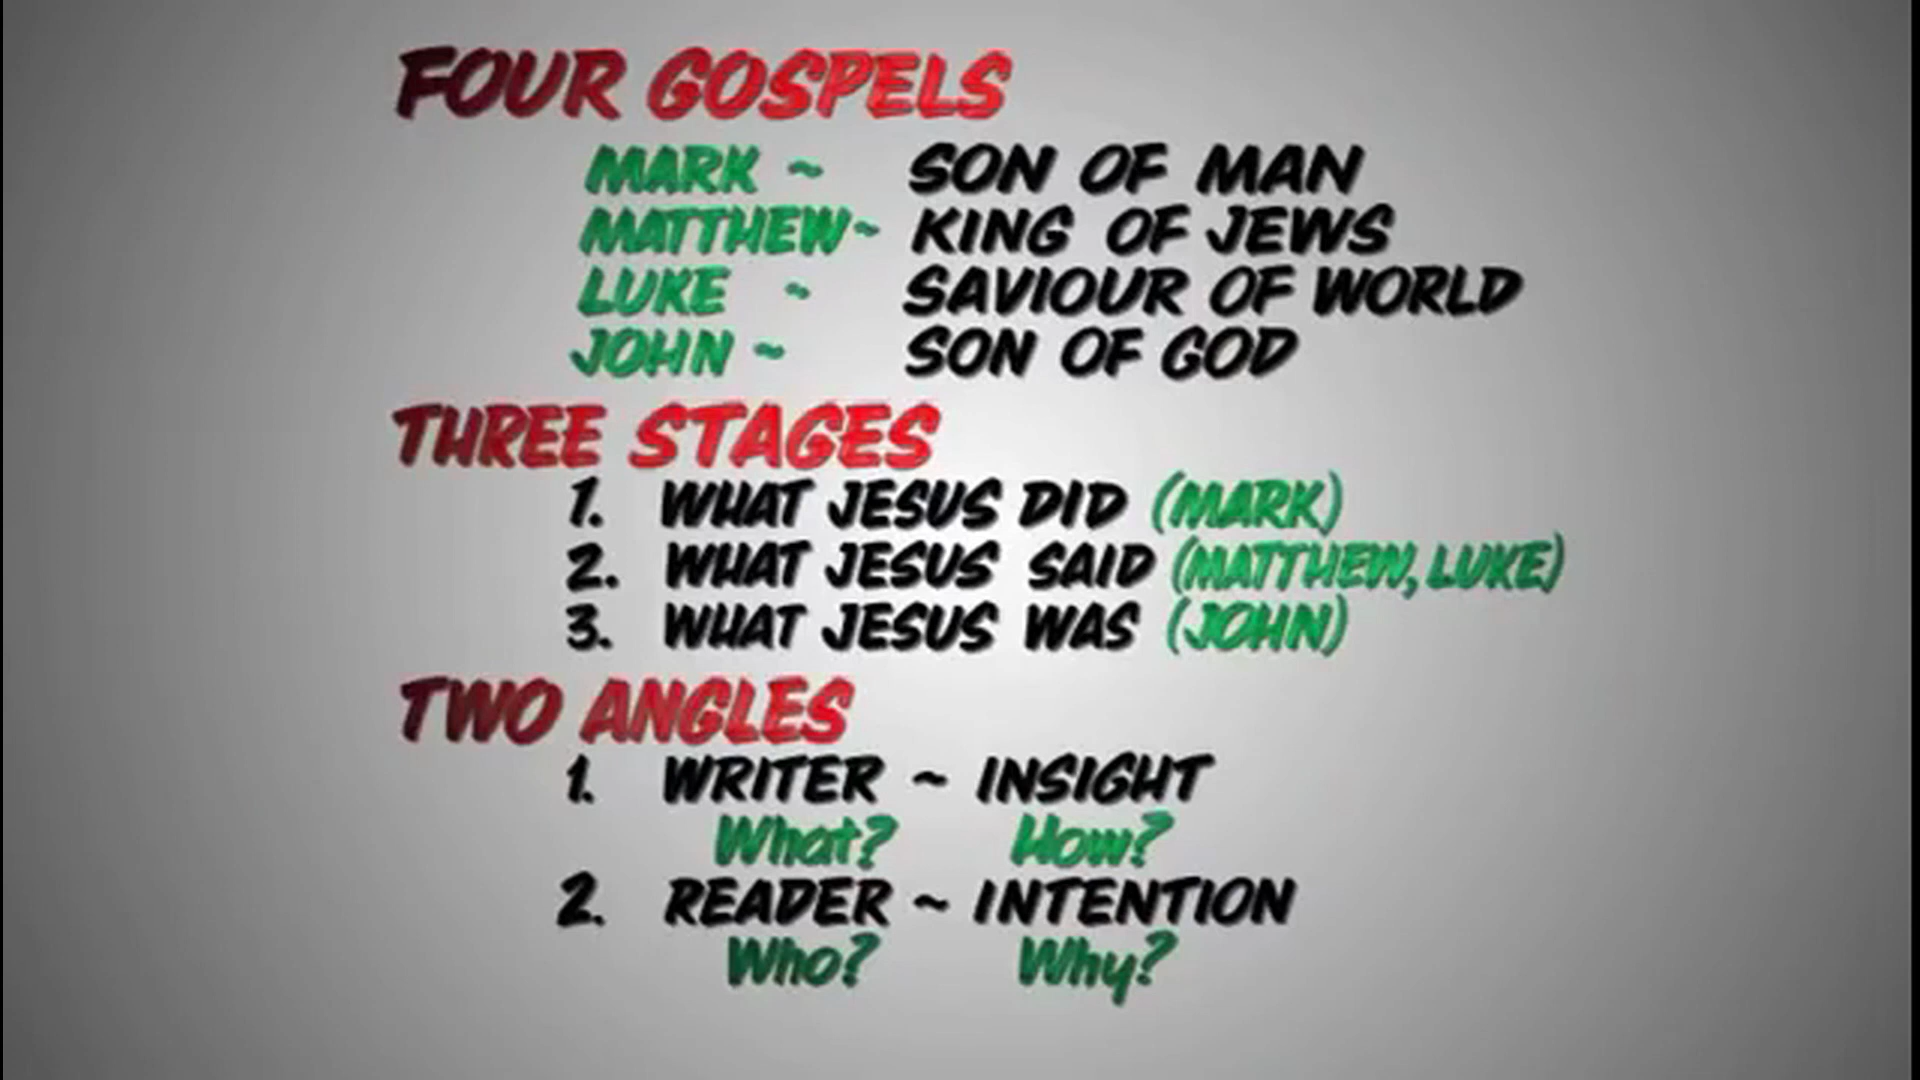 FOUR GOSPELS
MARK ~ SON OF MAN
MATTHEW~ KING OF JEWS
LUKE ~ SAVIOUR OF WORLD
JOHN ~ SON OF GOD
THREE STAGES
1. WHAT JESUS DID (MARK)
2. WHAT JESUS SAID (MATTHEW, LUKE)
3. WHAT JESUS WAS (JOHN)
TWO ANGLES
1. WRITER ~ INSIGHT
What? How?
2. READER ~ INTENTION
Who? Why?